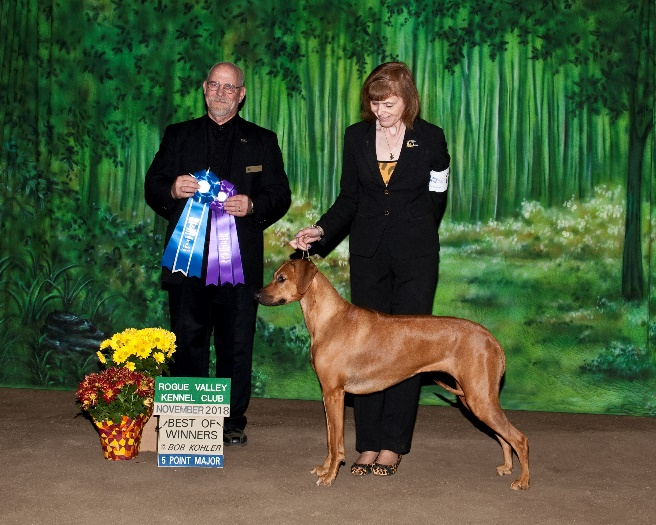 ROGUE VALLEY
KENNEL CLUB
NOVEMBER 2018
BEST OF
WINNERS
© BOB KOHLER
5 POINT MAJOR